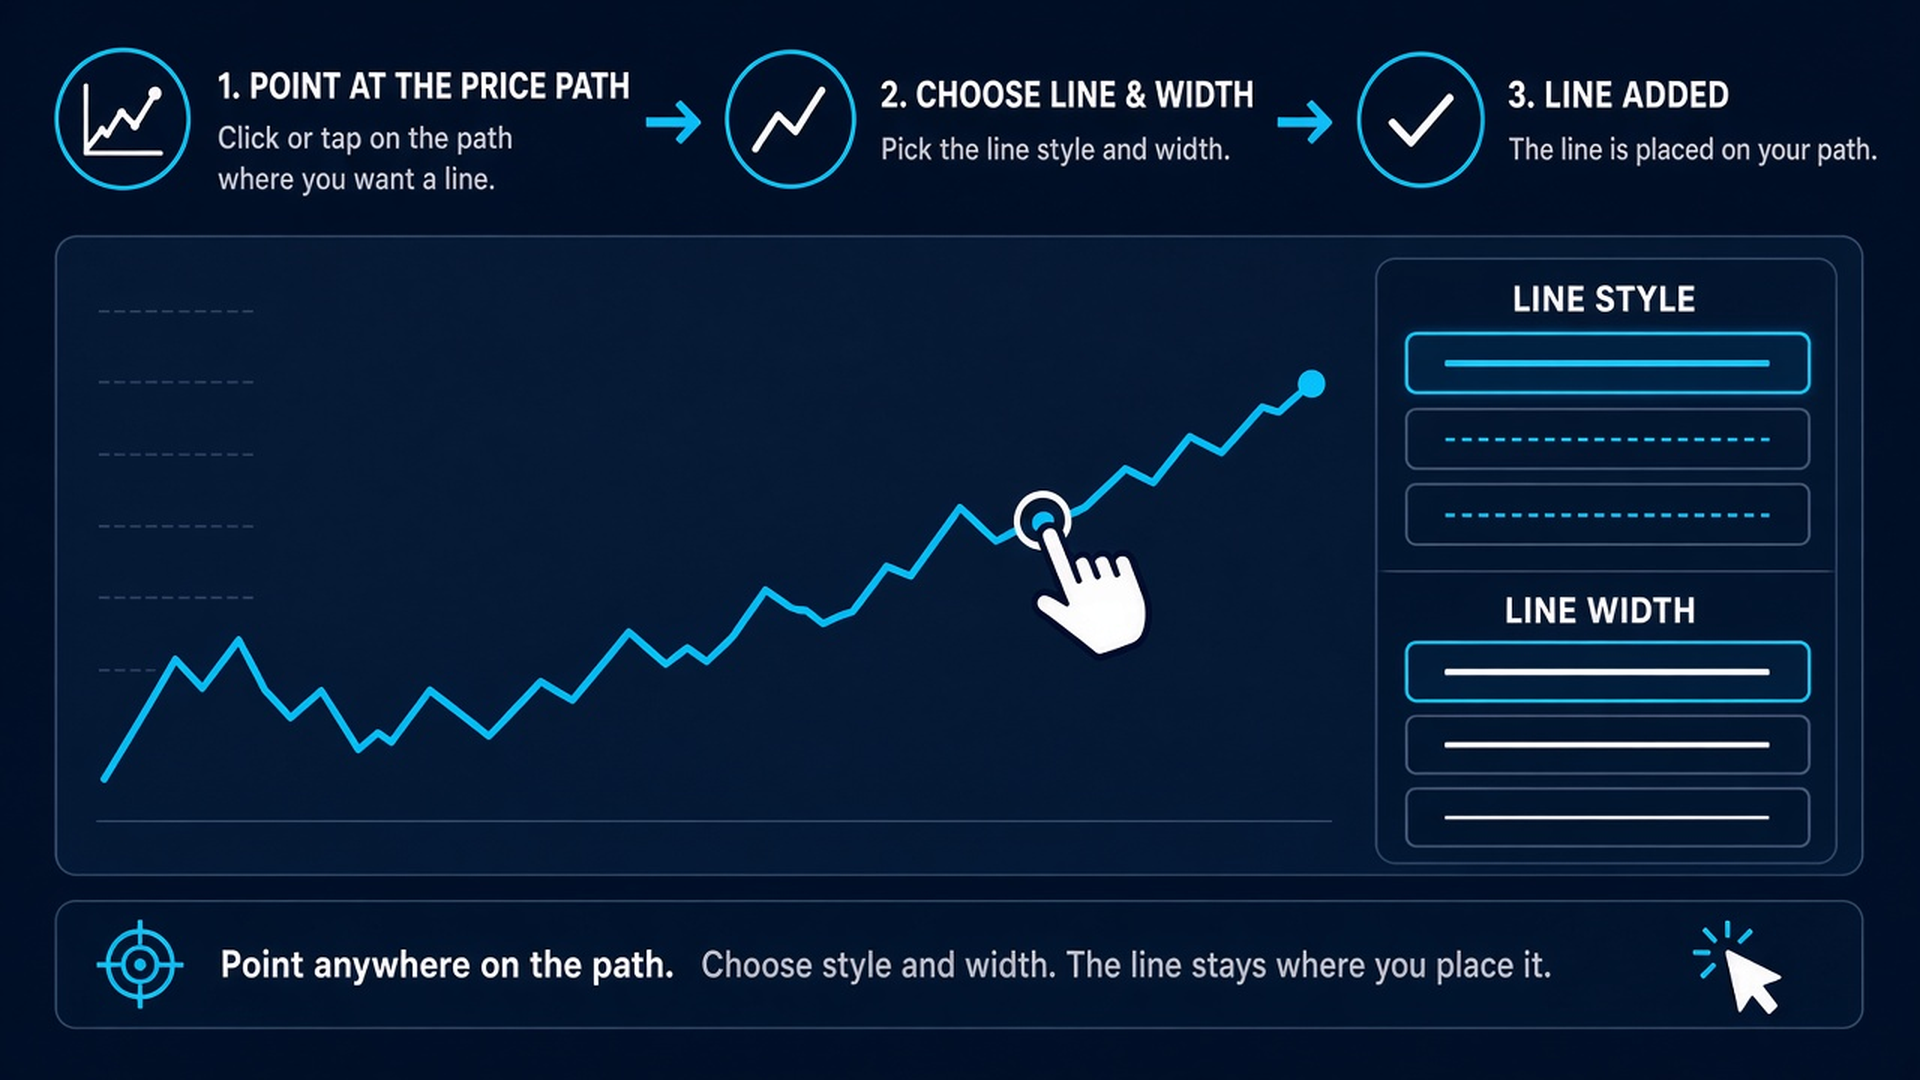 1. POINT AT THE PRICE PATH
Click or tap on the path
where you want a line.
2. CHOOSE LINE & WIDTH
Pick the line style and width.
3. LINE ADDED
The line is placed on your path.
LINE STYLE
LINE WIDTH
Point anywhere on the path. Choose style and width. The line stays where you place it.